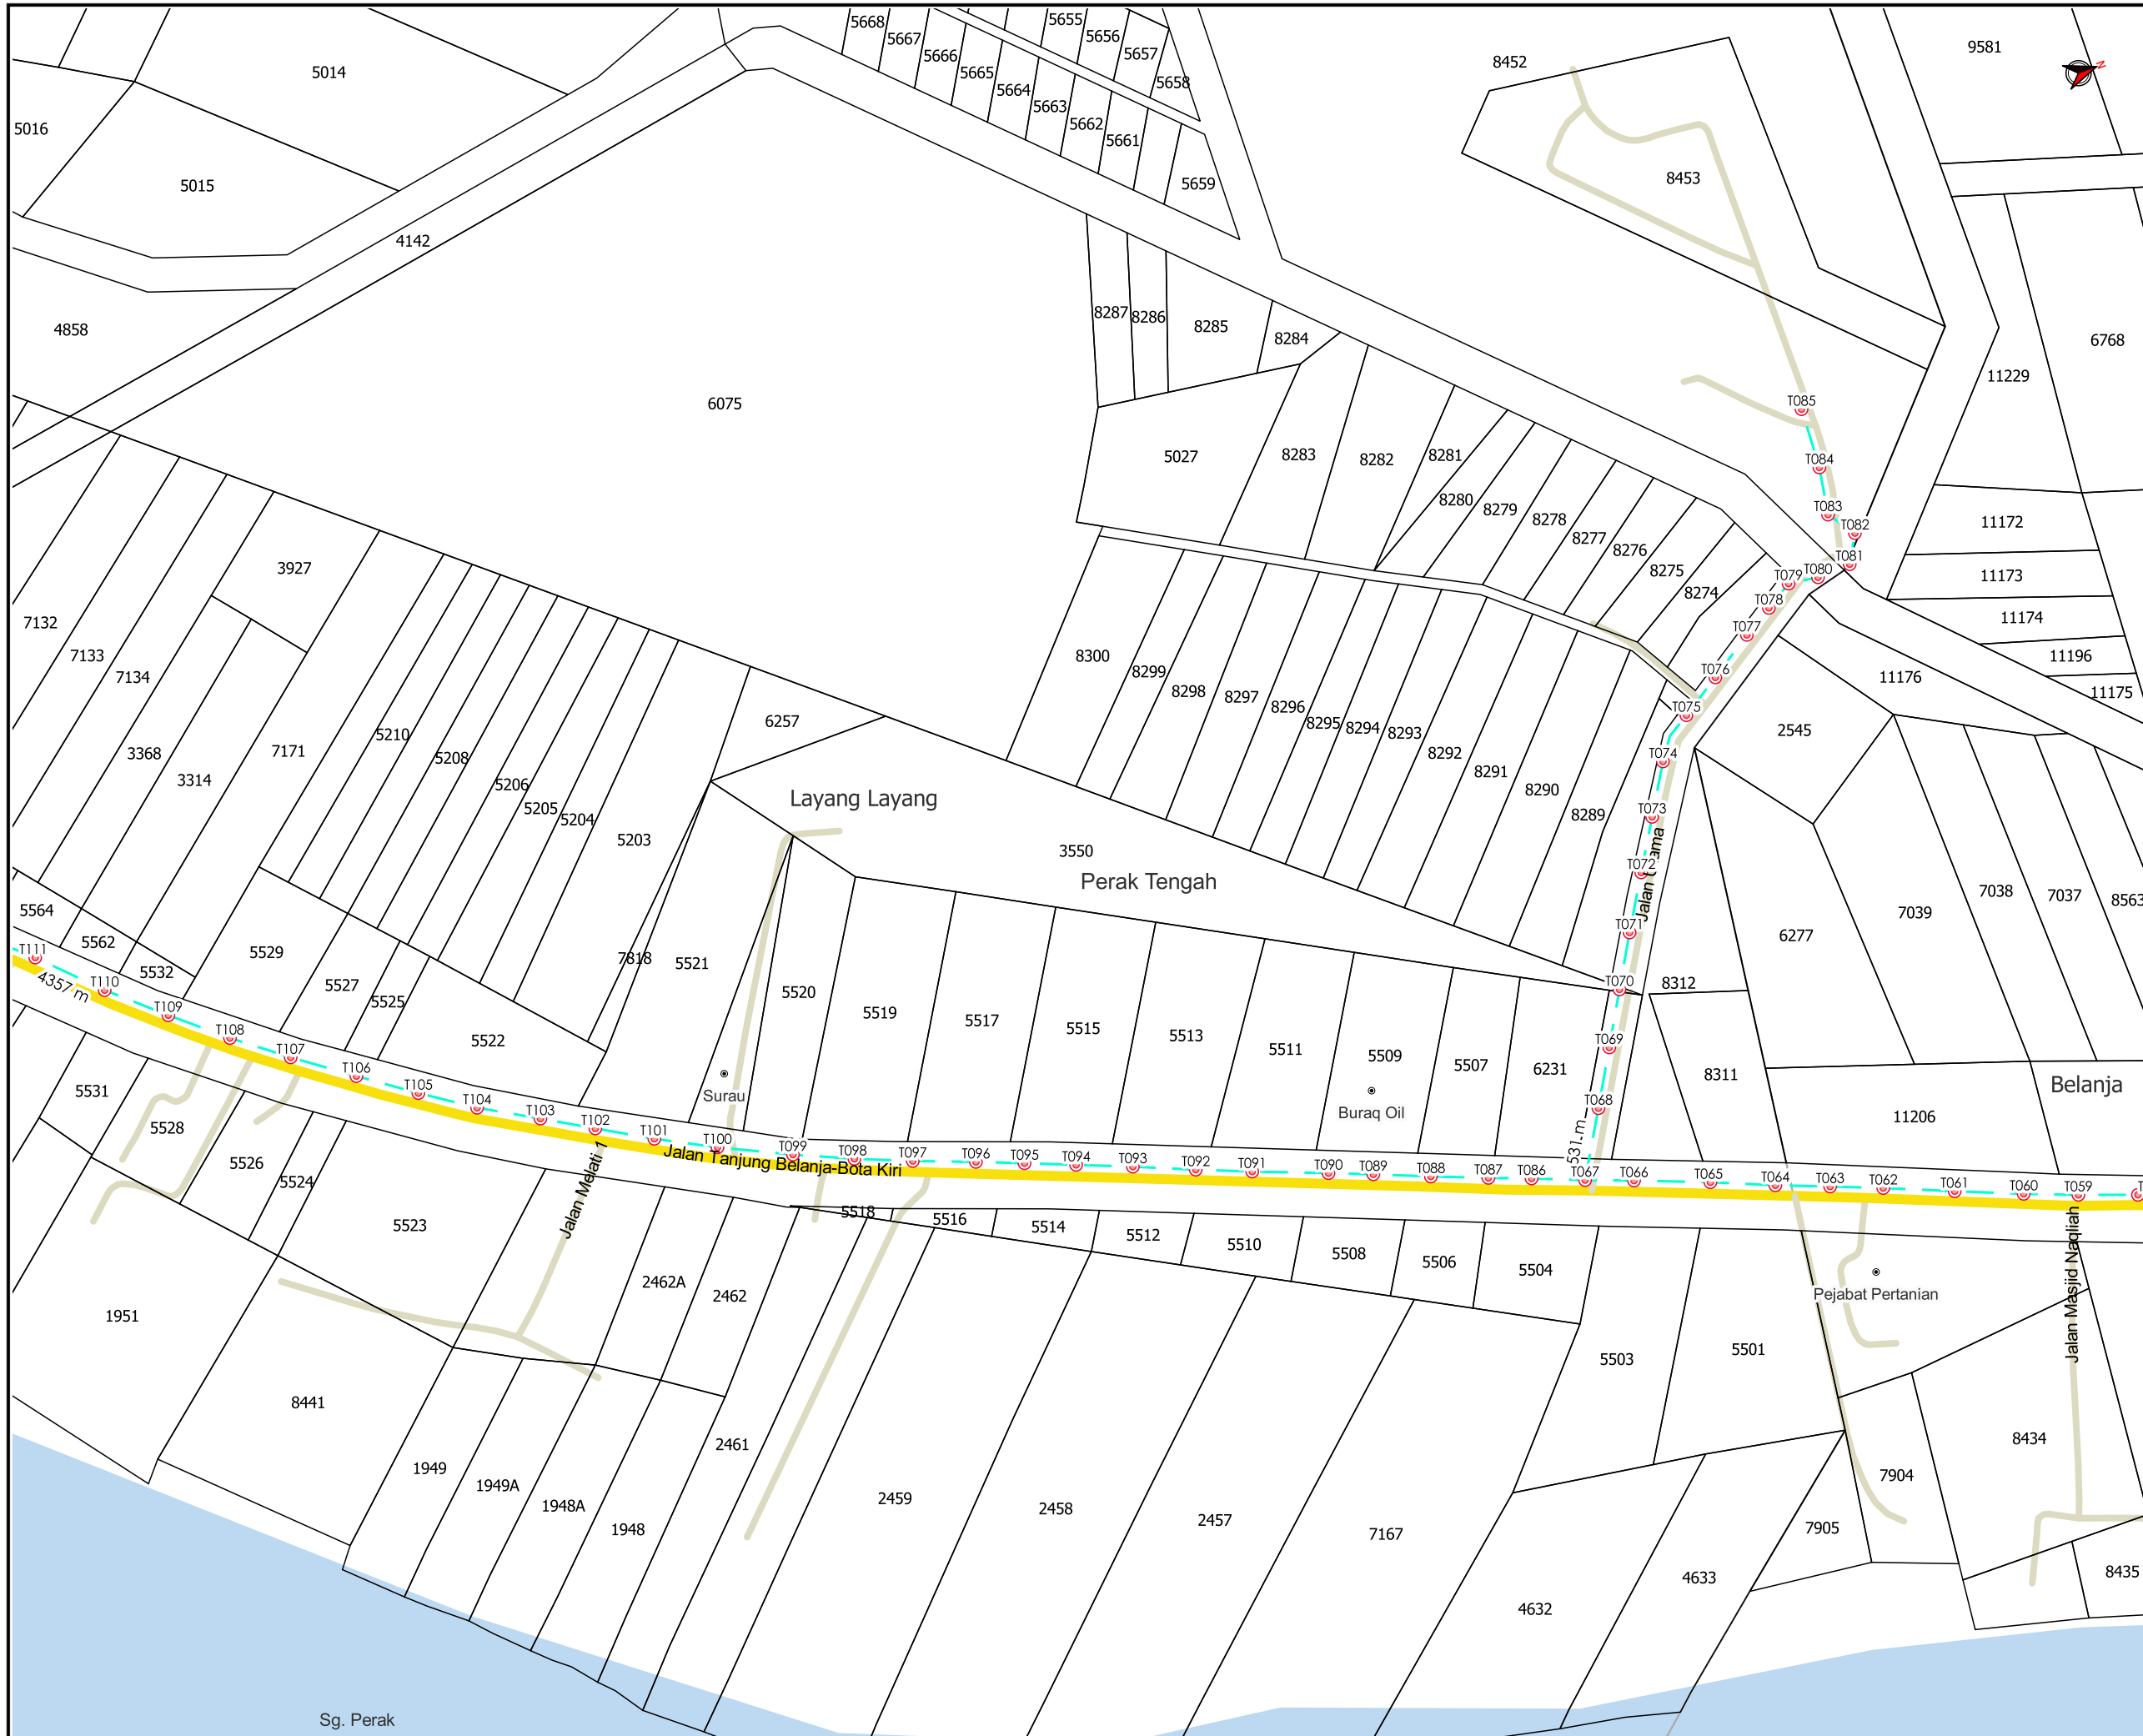 5668
5667
5666
5665
5664
5663
5662
5661
5655
5656
5657
5658
5659
8452
9581
N
5014
5016
5015
8453
4142
4858
8287
8286
8285
8284
6768
11229
6075
T085
5027
8283
8282
8281
8280
8279
8278
8277
8276
8275
8274
T084
T083
T082
T081
T080
T079
T078
T077
T076
T075
T074
T073
T072
T071
T070
T069
T068
11172
11173
11174
11196
11175
11176
2545
3927
7132
7133
7134
3368
3314
7171
5210
5208
5206
5205
5204
5203
6257
8300
8299
8298
8297
8296
8295
8294
8293
8292
8291
8290
8289
Layang Layang
3550
Perak Tengah
7818
5521
5520
5519
5517
5515
5513
5511
5509
5507
6231
8312
8311
6277
7039
7038
7037
8563
11206
Belanja
5564
5562
5532
5529
5527
5525
5522
Surau
Buraq Oil
531 m
4357 m
T111
T110
T109
T108
T107
T106
T105
T104
T103
T102
T101
T100
T099
T098
T097
T096
T095
T094
T093
T092
T091
T090
T089
T088
T087
T086
T067
T066
T065
T064
T063
T062
T061
T060
T059
Jalan Tanjung Belanja-Bota Kiri
Jalan Melati 1
Jalan Masjid Naqliah
5531
5528
5526
5524
5523
5518
5516
5514
5512
5510
5508
5506
5504
Pejabat Pertanian
2462A
2462
1951
8441
1949
1949A
1948A
1948
2461
2459
2458
2457
7167
5503
5501
4632
4633
7904
7905
8434
8435
Sg. Perak